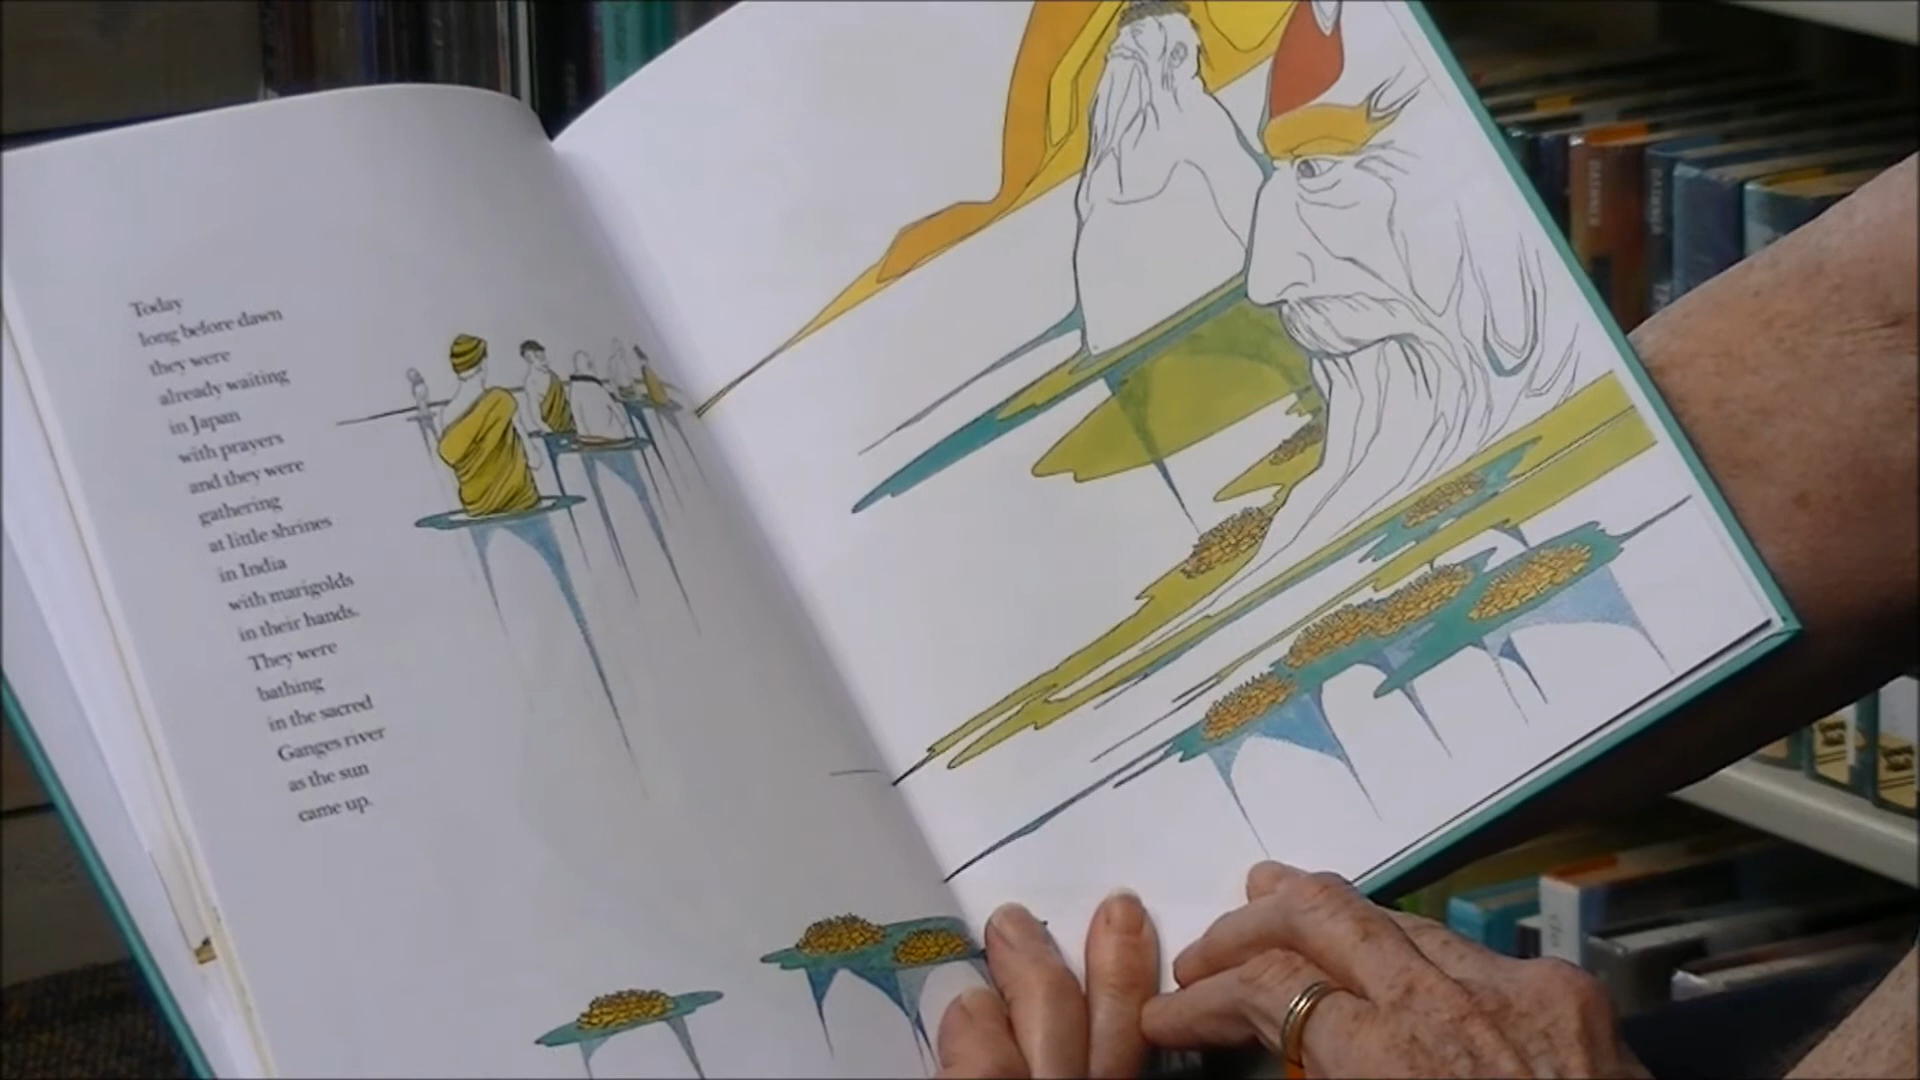 Today
long before dawn
they were
already waiting
in Japan
with prayers
and they were
gathering
at little shrines
in India
with marigolds
in their hands.
They were
bathing
in the sacred
Ganges river
as the sun
came up.